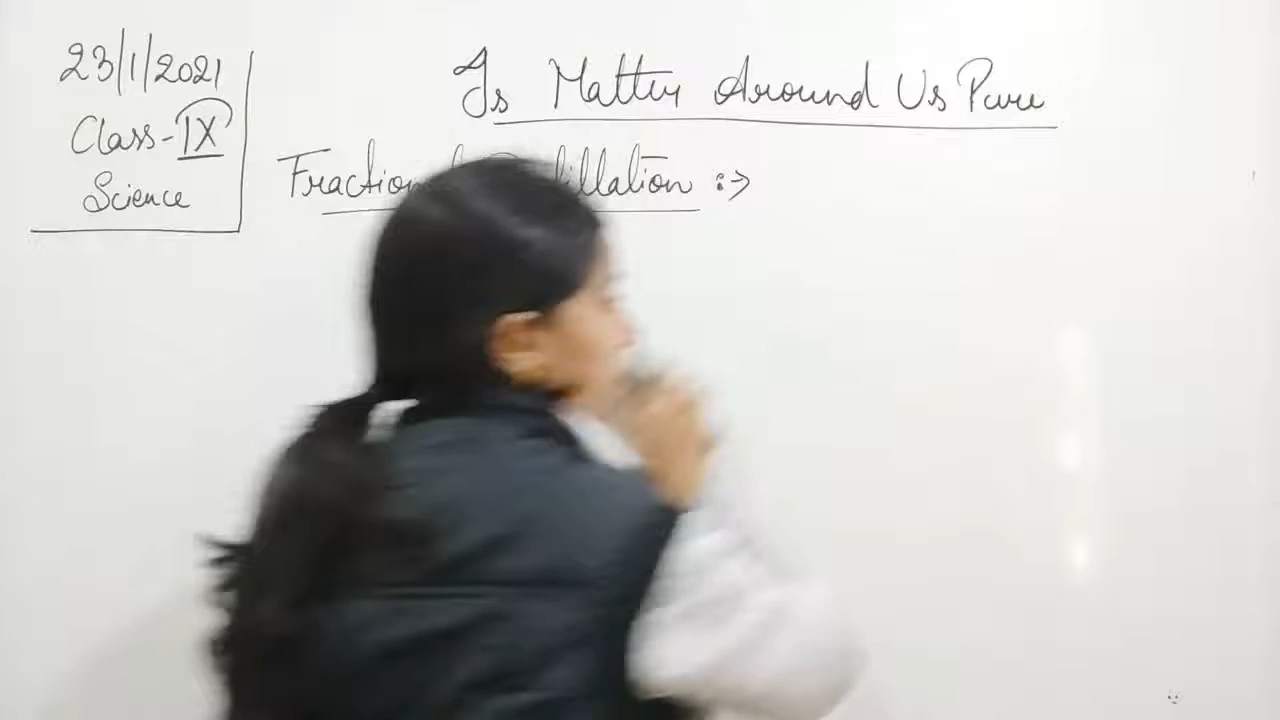 23/1/2021
Class-IX
Science
Is Matter Around Us Pure
:->